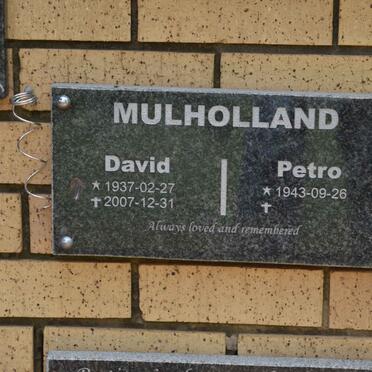 MULHOLLAND
David
Petro
★ 1937-02-27
★ 1943-09-26
✝ 2007-12-31
✝
Always loved and remembered